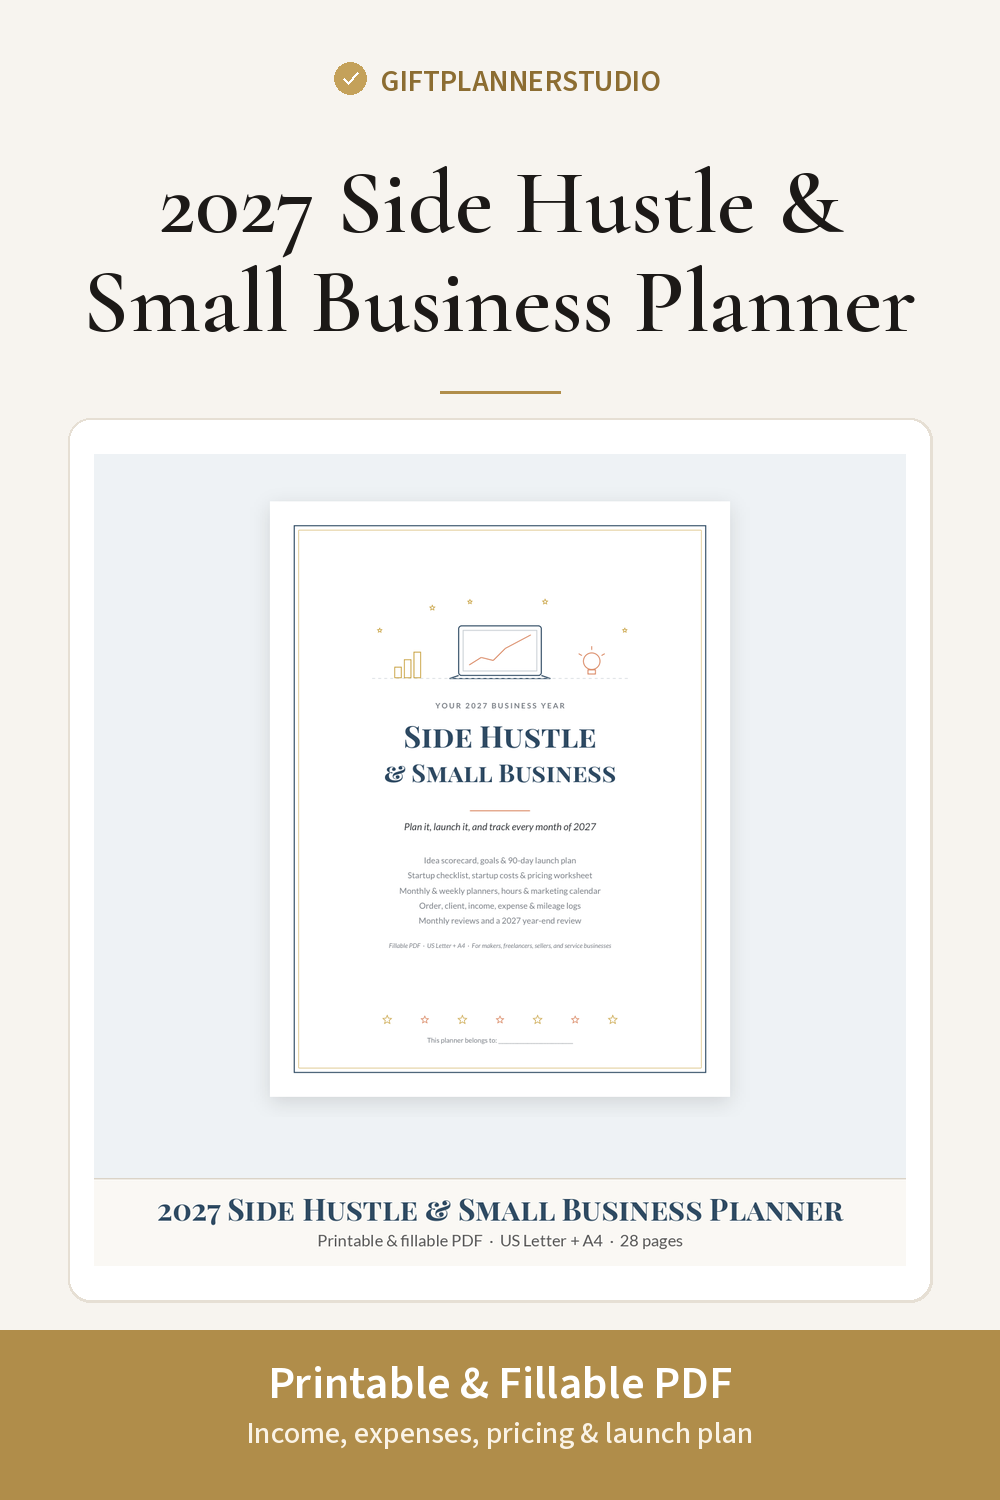 GIFTPLANNERSTUDIO
2027 Side Hustle &
Small Business Planner
YOUR 2027 BUSINESS YEAR
SIDE HUSTLE
& SMALL BUSINESS
Plan it, launch it, and track every month of 2027
Idea scorecard, goals & 90-day launch plan
Startup checklist, startup costs & pricing worksheet
Monthly & weekly planners, hours & marketing calendar
Order, client, income, expense & mileage logs
Monthly reviews and a 2027 year-end review
Fillable PDF · US Letter + A4 · For makers, freelancers, sellers, and service businesses
This planner belongs to: ____________________
2027 SIDE HUSTLE & SMALL BUSINESS PLANNER
Printable & fillable PDF · US Letter + A4 · 28 pages
Printable & Fillable PDF
Income, expenses, pricing & launch plan